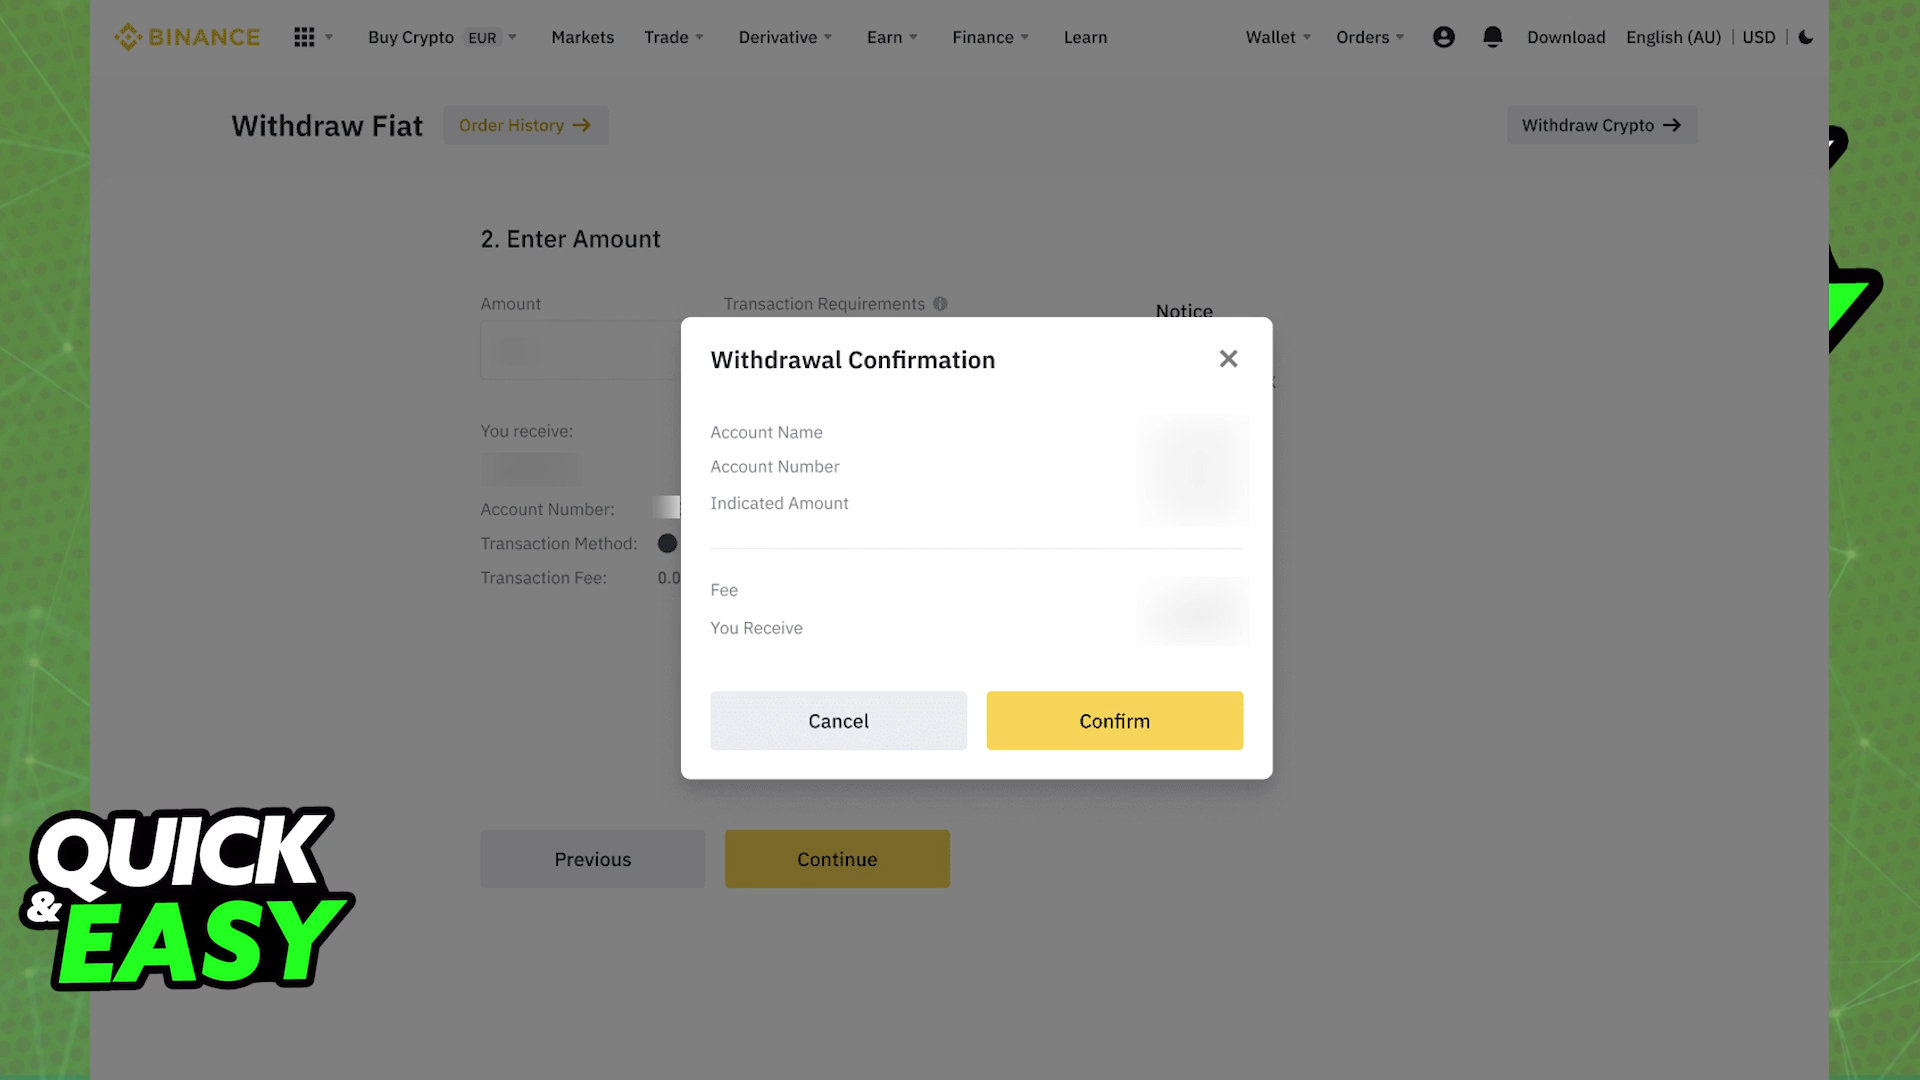 BINANCE
Buy Crypto EUR Markets Trade Derivative Earn Finance Learn
Wallet Orders Download English (AU) | USD |
Withdraw Fiat Order History →
Withdraw Crypto →
2. Enter Amount
Amount
Transaction Requirements
Notice
You receive:
Account Number:
Transaction Method:
Transaction Fee: 0.0
Withdrawal Confirmation
Account Name
Account Number
Indicated Amount
Fee
You Receive
Cancel Confirm
Previous Continue
QUICK
& EASY